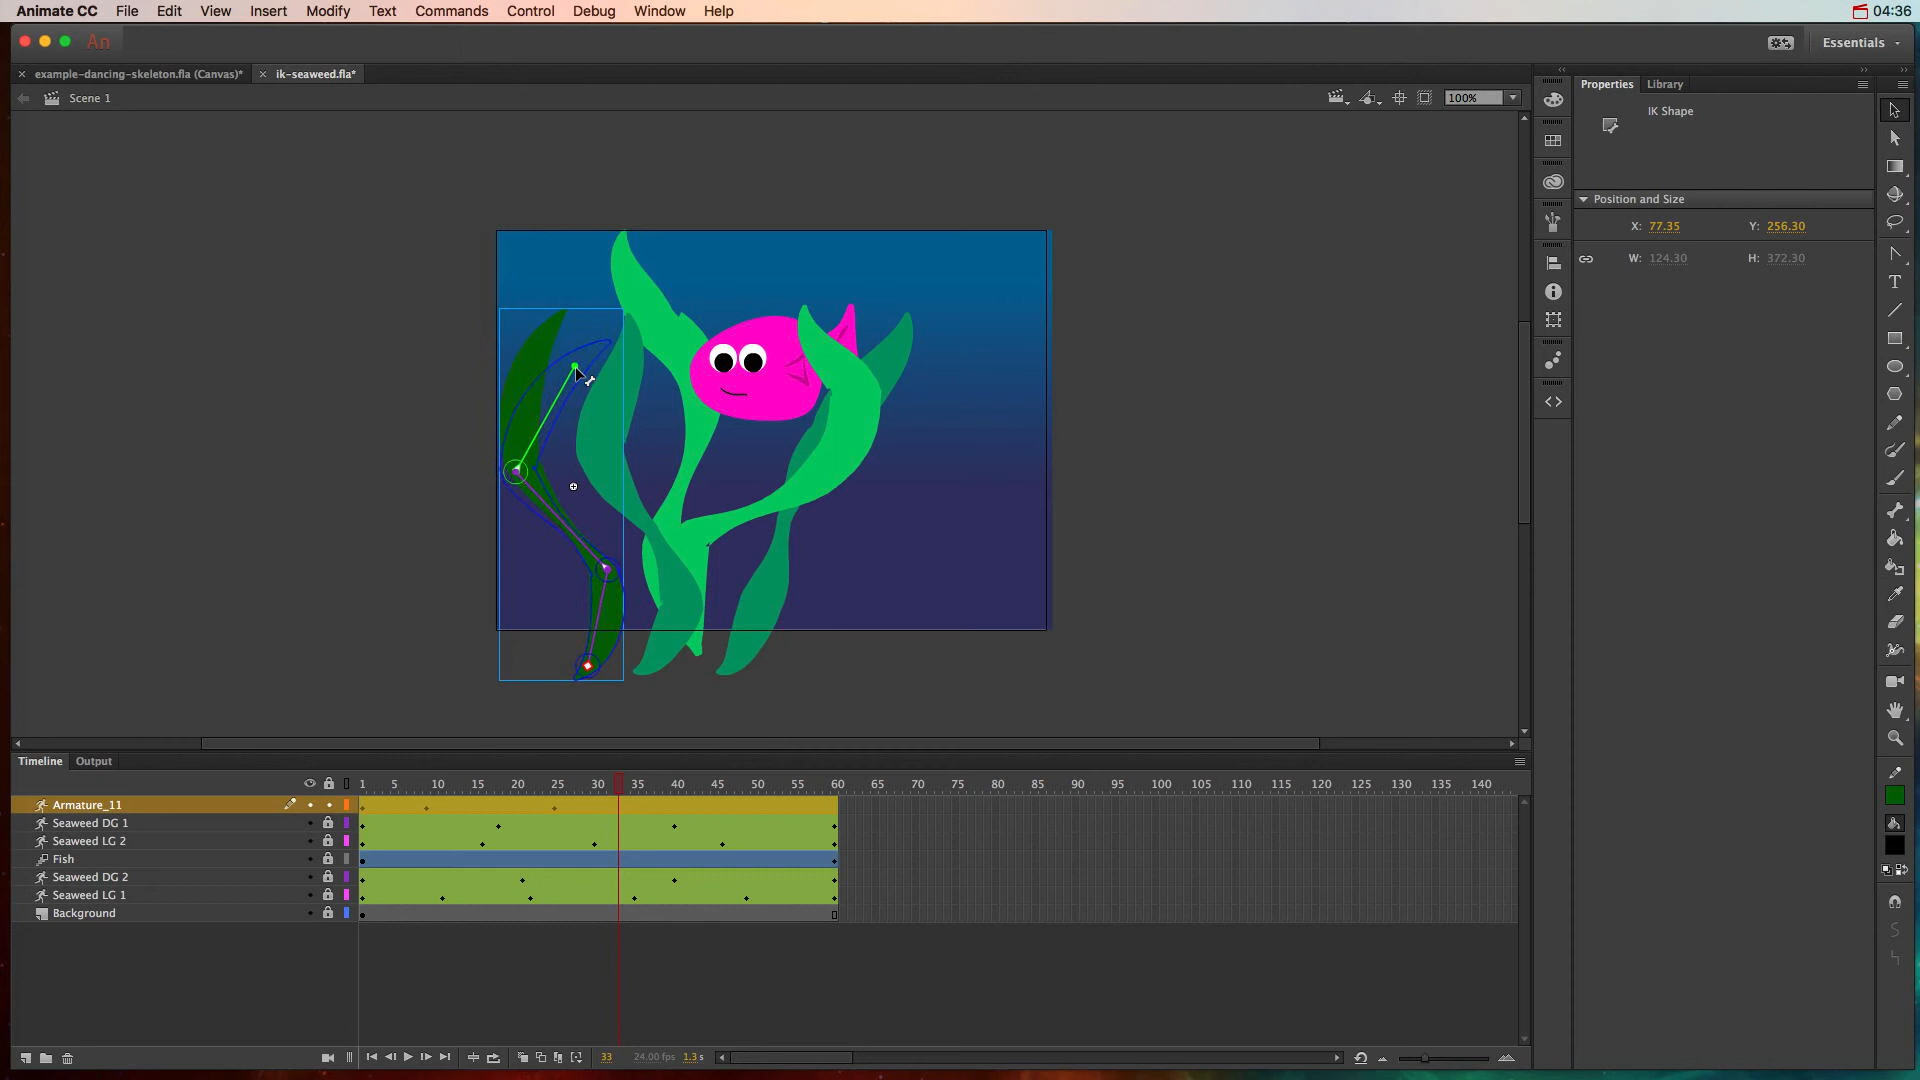 Animate CC File Edit View Insert Modify Text Commands Control Debug Window Help 04:36
An Essentials
example-dancing-skeleton.fla (Canvas)* ik-seaweed.fla*
Scene 1 100%
Properties Library
IK Shape
Position and Size
X: 77.35 Y: 256.30
W: 124.30 H: 372.30
Timeline Output
1 5 10 15 20 25 30 35 40 45 50 55 60 65 70 75 80 85 90 95 100 105 110 115 120 125 130 135 140
Armature_11
Seaweed DG 1
Seaweed LG 2
Fish
Seaweed DG 2
Seaweed LG 1
Background
33 24.00 fps 1.3 s